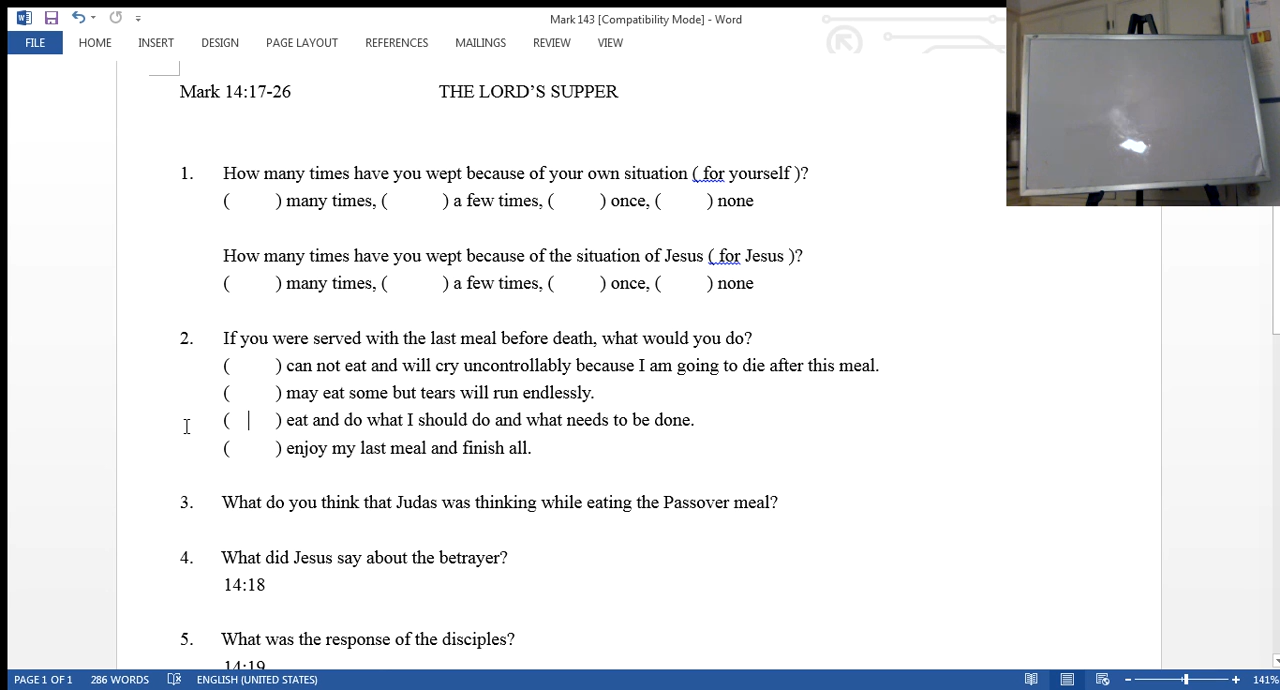 Mark 143 [Compatibility Mode] - Word
FILE HOME INSERT DESIGN PAGE LAYOUT REFERENCES MAILINGS REVIEW VIEW
Mark 14:17-26 THE LORD'S SUPPER
1. How many times have you wept because of your own situation ( for yourself )?
( ) many times, ( ) a few times, ( ) once, ( ) none
How many times have you wept because of the situation of Jesus ( for Jesus )?
( ) many times, ( ) a few times, ( ) once, ( ) none
2. If you were served with the last meal before death, what would you do?
( ) can not eat and will cry uncontrollably because I am going to die after this meal.
( ) may eat some but tears will run endlessly.
( ) eat and do what I should do and what needs to be done.
( ) enjoy my last meal and finish all.
3. What do you think that Judas was thinking while eating the Passover meal?
4. What did Jesus say about the betrayer?
14:18
5. What was the response of the disciples?
14:19
PAGE 1 OF 1 286 WORDS ENGLISH (UNITED STATES) 141%